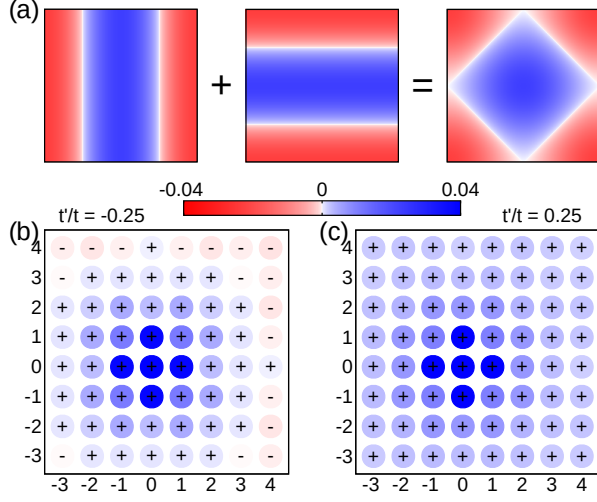 (a)
+
=
-0.04 0 0.04
t'/t = -0.25
t'/t = 0.25
(b)
4 - - - + - - - -
3 - + + + + + - -
2 + + + + + + + -
1 + + + + + + + -
0 + + + + + + + +
-1 + + + + + + + -
-2 + + + + + + + -
-3 - + + + + + - -
-3 -2 -1 0 1 2 3 4
(c)
4 + + + + + + + +
3 + + + + + + + +
2 + + + + + + + +
1 + + + + + + + +
0 + + + + + + + +
-1 + + + + + + + +
-2 + + + + + + + +
-3 + + + + + + + +
-3 -2 -1 0 1 2 3 4